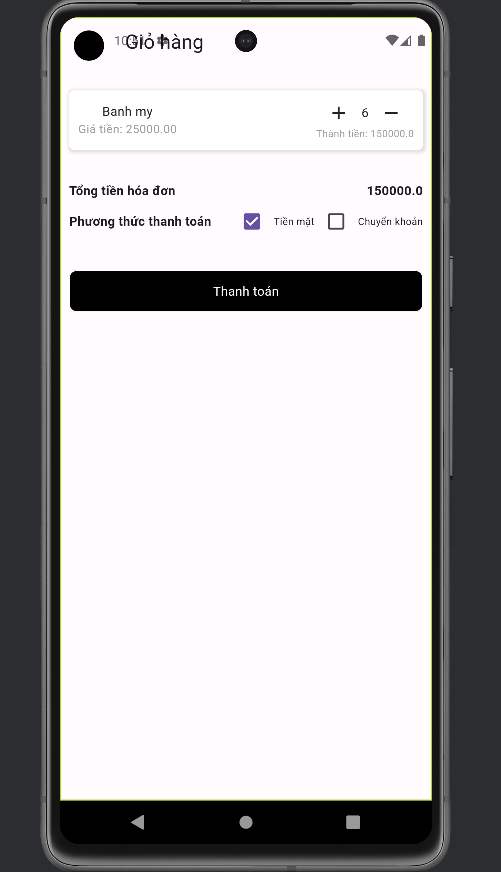 Giỏ hàng
Banh my
6
Giá tiền: 25000.00
Thành tiền: 150000.0
Tổng tiền hóa đơn
150000.0
Phương thức thanh toán
Tiền mặt
Chuyển khoản
Thanh toán